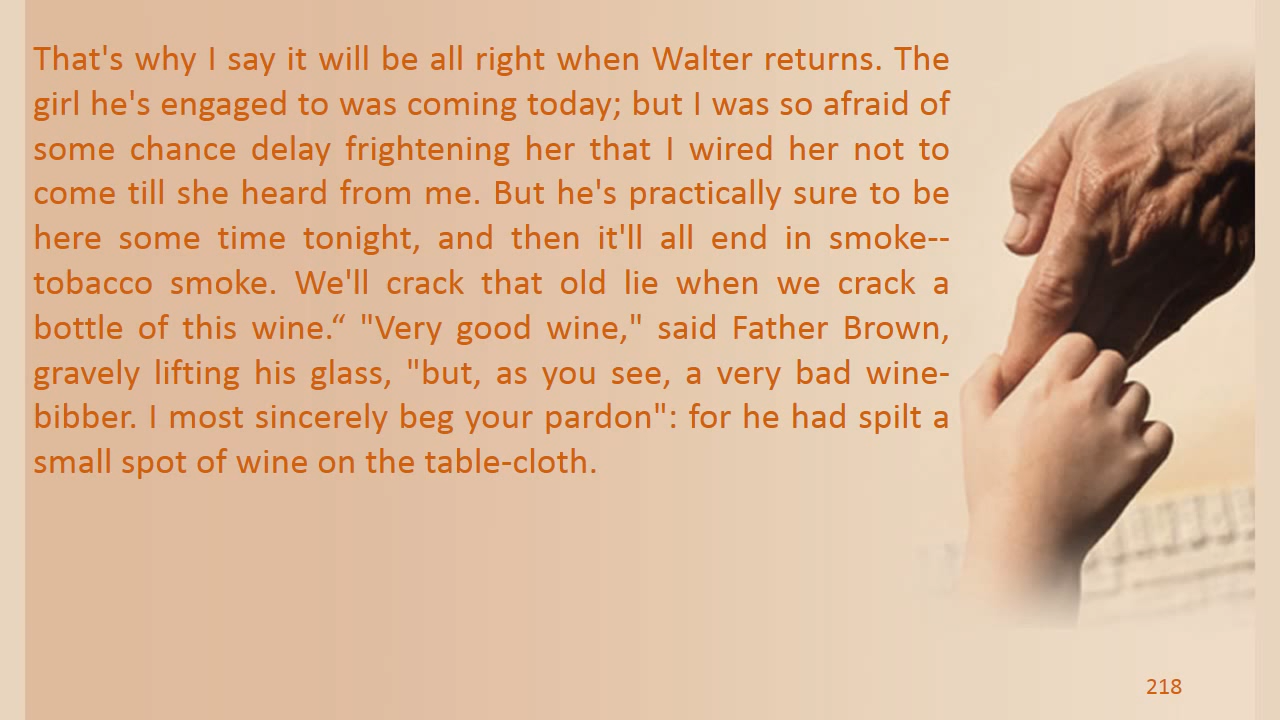 That's why I say it will be all right when Walter returns. The
girl he's engaged to was coming today; but I was so afraid of
some chance delay frightening her that I wired her not to
come till she heard from me. But he's practically sure to be
here some time tonight, and then it'll all end in smoke--
tobacco smoke. We'll crack that old lie when we crack a
bottle of this wine.“ "Very good wine," said Father Brown,
gravely lifting his glass, "but, as you see, a very bad wine-
bibber. I most sincerely beg your pardon": for he had spilt a
small spot of wine on the table-cloth.
218